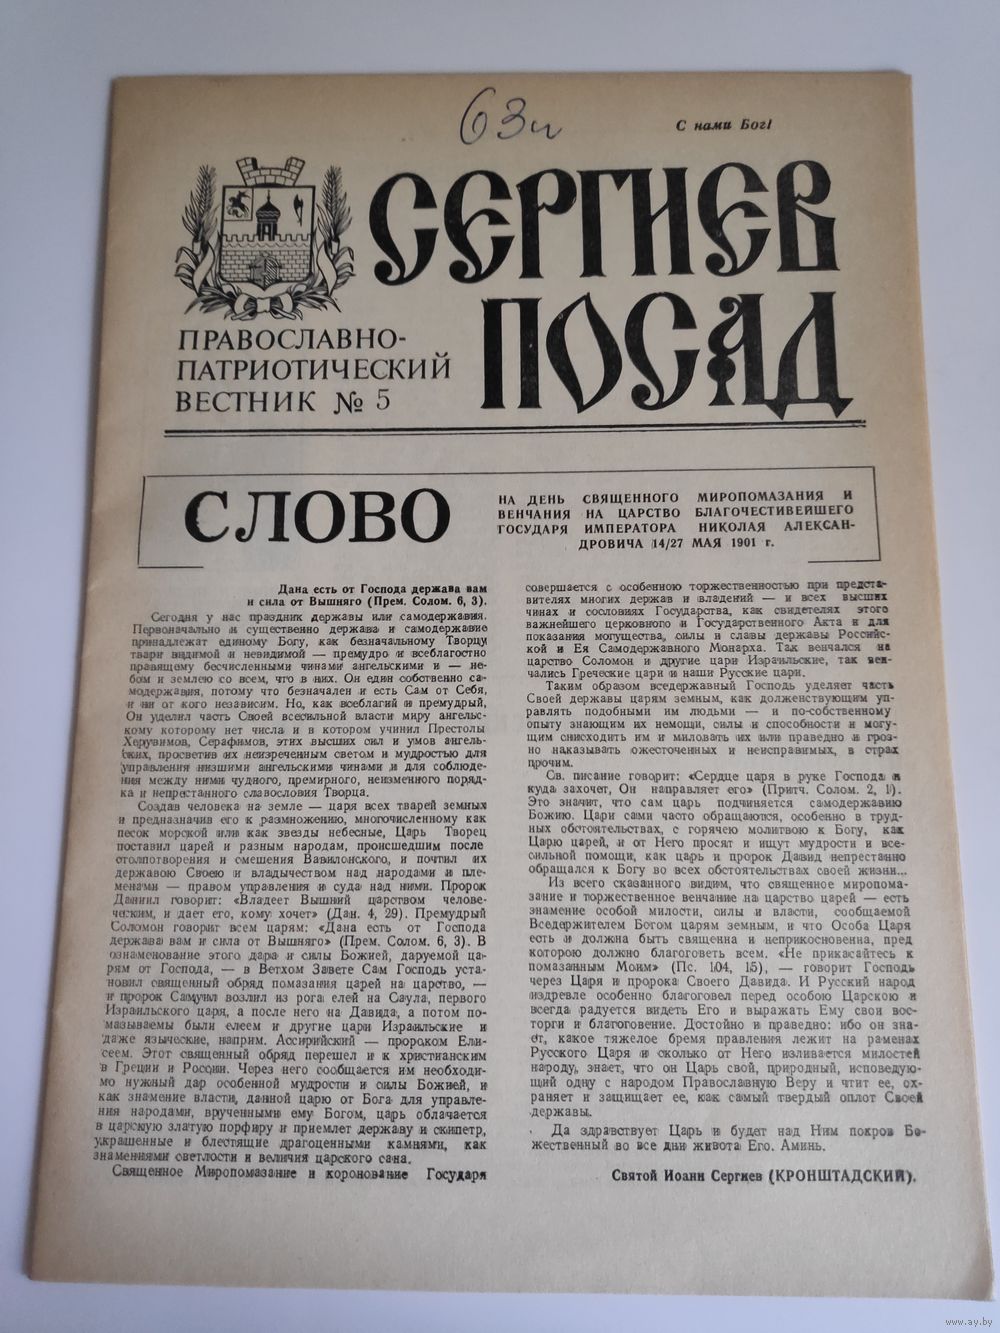 63и
С нами Бог!
СЕРГИЕВ
ПОСАД
ПРАВОСЛАВНО-
ПАТРИОТИЧЕСКИЙ
ВЕСТНИК № 5
СЛОВО
НА ДЕНЬ СВЯЩЕННОГО МИРОПОМАЗАНИЯ И
ВЕНЧАНИЯ НА ЦАРСТВО БЛАГОЧЕСТИВЕЙШЕГО
ГОСУДАРЯ ИМПЕРАТОРА НИКОЛАЯ АЛЕКСАН-
ДРОВИЧА 14/27 МАЯ 1901 г.
Дана есть от Господа держава вам
и сила от Вышняго (Прем. Солом. 6, 3).
Сегодня у нас праздник державы или самодержавия.
Первоначально и существенно держава и самодержавие
принадлежат единому Богу, как безначальному Творцу
твари видимой и невидимой — премудро и всеблагостно
правящему бесчисленными чинами ангельскими и — не-
бом и землею со всем, что в них. Он един собственно са-
модержавия, потому что безначален и есть Сам от Себя,
и ни от кого независим. Но, как всеблагий и премудрый,
Он уделил часть Своей всесильной власти миру ангельс-
кому которому нет числа и в котором учинил Престолы
Херувимов, Серафимов, этих высших сил и умов ангель-
ских, просветив их неизреченным светом и мудростью для
управления низшими ангельскими чинами и для соблюде-
ния между ними чудного, премирного, неизменного поряд-
ка и непрестанного славословия Творца.
Создав человека на земле — царя всех тварей земных
и предназначив его к размножению, многочисленному как
песок морской или как звезды небесные, Царь Творец
поставил царей и разным народам, происшедшим после
столпотворения и смешения Вавилонского, и почтил их
державою Своею и владычеством над народами и пле-
менами — правом управления и суда над ними. Пророк
Даниил говорит: «Владеет Вышний царством челове-
ческим, и дает его, кому хочет» (Дан. 4, 29). Премудрый
Соломон говорит всем царям: «Дана есть от Господа
держава вам и сила от Вышняго» (Прем. Солом. 6, 3). В
ознаменование этого дара и силы Божией, даруемой ца-
рям от Господа, — в Ветхом Завете Сам Господь уста-
новил священный обряд помазания царей на царство, —
и пророк Самуил возлил из рога елей на Саула, первого
Израильского царя, а после него на Давида, а потом по-
мазываемы были елеем и другие цари Израильские и
даже языческие, наприм. Ассирийский — пророком Ели-
сеем. Этот священный обряд перешел и к христианским
в Греции и России. Через него сообщается им необходи-
мо нужный дар особенной мудрости и силы Божией, и
как знамение власти, данной царю от Бога для управле-
ния народами, врученными ему Богом, царь облачается
в царскую златую порфиру и приемлет державу и скипетр,
украшенные и блестящие драгоценными камнями, как
знамениями светлости и величия царского сана.
Священное Миропомазание и коронование Государя
совершается с особенною торжественностью при предста-
вителях многих держав и владений — и всех высших
чинах и сословиях Государства, как свидетелях этого
важнейшего церковного и Государственного Акта и для
показания могущества, силы и славы державы Российс-
кой и Ея Самодержавного Монарха. Так венчался на
царство Соломон и другие цари Израильские, так вен-
чались Греческие цари и наши Русские цари.
Таким образом вседержавный Господь уделяет часть
Своей державы царям земным, как долженствующим уп-
равлять подобными им людьми — и по-собственному
опыту знающим их немощи, силы и способности и могу-
щим снисходить им и миловать их или праведно и гроз-
но наказывать ожесточенных и неисправимых, в страх
прочим.
Св. писание говорит: «Сердце царя в руке Господа и
куда захочет, Он направляет его» (Притч. Солом. 2, 1).
Это значит, что сам царь подчиняется самодержавию
Божию. Цари сами часто обращаются, особенно в труд-
ных обстоятельствах, с горячею молитвою к Богу, как
Царю царей, и от Него просят и ищут мудрости и все-
сильной помощи, как царь и пророк Давид непрестанно
обращался к Богу во всех обстоятельствах своей жизни...
Из всего сказанного видим, что священное миропома-
зание и торжественное венчание на царство царей — есть
знамение особой милости, силы и власти, сообщаемой
Вседержителем Богом царям земным, и что Особа Царя
есть и должна быть священна и неприкосновенна, пред
которою должно благоговеть всем. «Не прикасайтесь к
помазанным Моим» (Пс. 104, 15), — говорит Господь
через Царя и пророка Своего Давида. И Русский народ
издревле особенно благоговел перед особою Царскою и
всегда радуется видеть Его и выражать Ему свои вос-
торги и благоговение. Достойно и праведно: ибо он зна-
ет, какое тяжелое бремя правления лежит на раменах
Русского Царя и сколько от Него изливается милостей
народу, знает, что он Царь свой, природный, исповедую-
щий одну с народом Православную Веру и чтит ее, ох-
раняет и защищает ее, как самый твердый оплот Своей
державы.
Да здравствует Царь и будет над Ним покров Бо-
жественный во все дни живота Его. Аминь.
Святой Иоанн Сергиев (КРОНШТАДСКИЙ).
www.ay.by